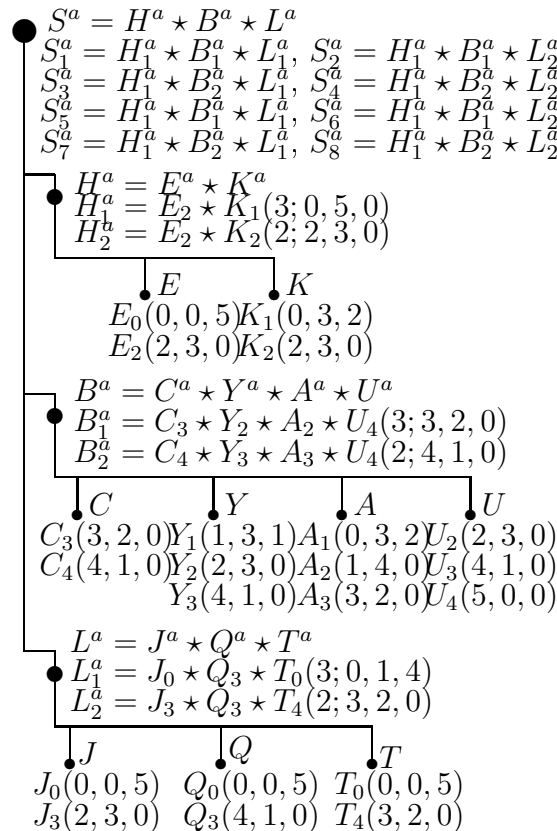 S^a = H^a ⋆ B^a ⋆ L^a
S_1^a = H_1^a ⋆ B_1^a ⋆ L_1^a, S_2^a = H_1^a ⋆ B_1^a ⋆ L_2^a
S_3^a = H_1^a ⋆ B_2^a ⋆ L_1^a, S_4^a = H_1^a ⋆ B_2^a ⋆ L_2^a
S_5^a = H_1^a ⋆ B_1^a ⋆ L_1^a, S_6^a = H_1^a ⋆ B_1^a ⋆ L_2^a
S_7^a = H_1^a ⋆ B_2^a ⋆ L_1^a, S_8^a = H_1^a ⋆ B_2^a ⋆ L_2^a
H^a = E^a ⋆ K^a
H_1^a = E_2 ⋆ K_1(3; 0, 5, 0)
H_2^a = E_2 ⋆ K_2(2; 2, 3, 0)
E K
E_0(0, 0, 5) K_1(0, 3, 2)
E_2(2, 3, 0) K_2(2, 3, 0)
B^a = C^a ⋆ Y^a ⋆ A^a ⋆ U^a
B_1^a = C_3 ⋆ Y_2 ⋆ A_2 ⋆ U_4(3; 3, 2, 0)
B_2^a = C_4 ⋆ Y_3 ⋆ A_3 ⋆ U_4(2; 4, 1, 0)
C Y A U
C_3(3, 2, 0) Y_1(1, 3, 1) A_1(0, 3, 2) U_2(2, 3, 0)
C_4(4, 1, 0) Y_2(2, 3, 0) A_2(1, 4, 0) U_3(4, 1, 0)
Y_3(4, 1, 0) A_3(3, 2, 0) U_4(5, 0, 0)
L^a = J^a ⋆ Q^a ⋆ T^a
L_1^a = J_0 ⋆ Q_3 ⋆ T_0(3; 0, 1, 4)
L_2^a = J_3 ⋆ Q_3 ⋆ T_4(2; 3, 2, 0)
J Q T
J_0(0, 0, 5) Q_0(0, 0, 5) T_0(0, 0, 5)
J_3(2, 3, 0) Q_3(4, 1, 0) T_4(3, 2, 0)